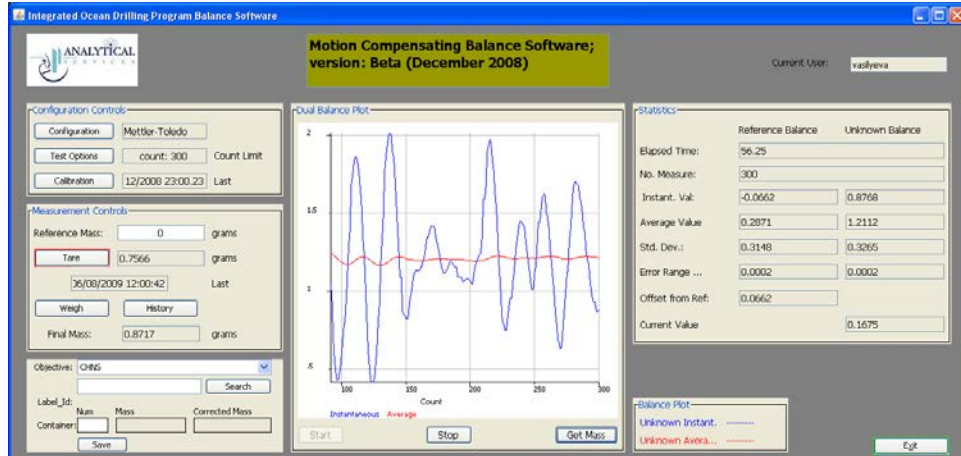 Integrated Ocean Drilling Program Balance Software
ANALYTICAL
SERVICES
Motion Compensating Balance Software;
version: Beta (December 2008)
Current User: vasilyeva
Configuration Controls
Configuration Mettler-Toledo
Test Options count: 300 Count Limit
Calibration 12/2008 23:00.23 Last
Measurement Controls
Reference Mass: 0 grams
Tare 0.7566 grams
06/08/2009 12:00:42 Last
Weigh History
Final Mass: 0.8717 grams
Objective: CHNS
Search
Label_Id:
Num Mass Corrected Mass
Container:
Save
Dual Balance Plot
2
1.5
1
.5
100 150 200 250 300
Count
Instantaneous Average
Start Stop Get Mass
Statistics
Reference Balance Unknown Balance
Elapsed Time: 56.25
No. Measure: 300
Instant. Val: -0.0662 0.8768
Average Value 0.2871 1.2112
Std. Dev.: 0.3148 0.3265
Error Range ... 0.0002 0.0002
Offset from Ref: 0.0662
Current Value 0.1675
Balance Plot
Unknown Instant. ---------
Unknown Avera... ---------
Exit